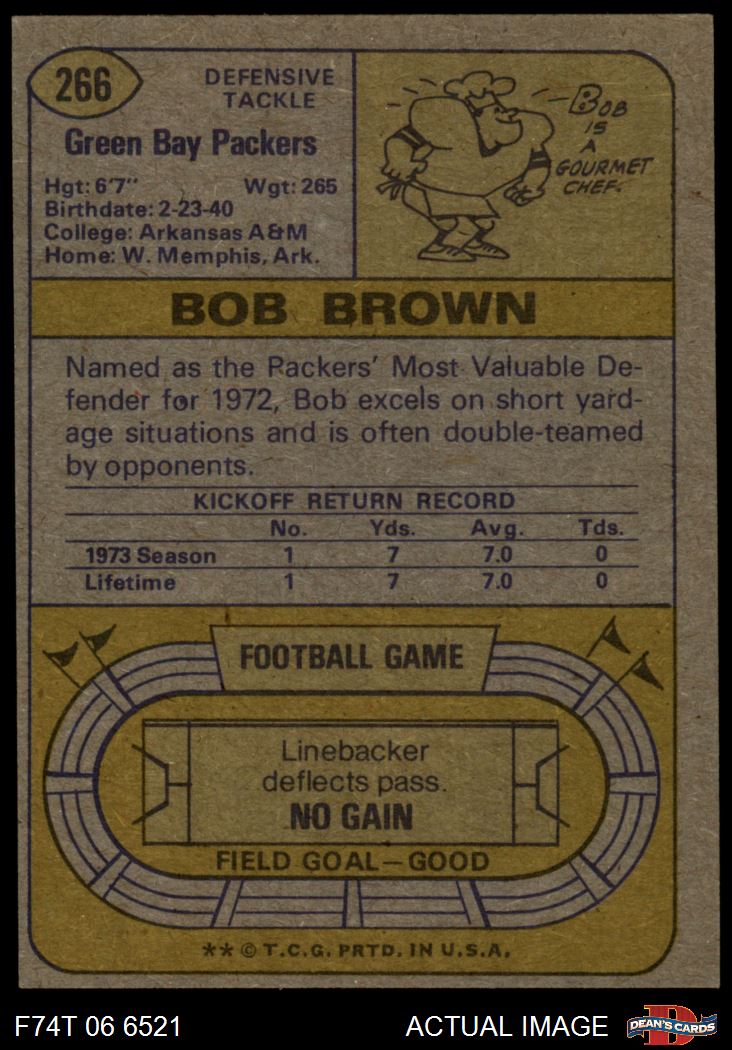 266
DEFENSIVE
TACKLE
Green Bay Packers
Hgt: 6'7" Wgt: 265
Birthdate: 2-23-40
College: Arkansas A&M
Home: W. Memphis, Ark.
BOB
IS
A
GOURMET
CHEF.
BOB BROWN
Named as the Packers' Most Valuable De-
fender for 1972, Bob excels on short yard-
age situations and is often double-teamed
by opponents.
KICKOFF RETURN RECORD
No. Yds. Avg. Tds.
1973 Season 1 7 7.0 0
Lifetime 1 7 7.0 0
FOOTBALL GAME
Linebacker
deflects pass.
NO GAIN
FIELD GOAL—GOOD
** © T.C.G. PRTD. IN U.S.A.
F74T 06 6521 ACTUAL IMAGE
D
DEAN'S CARDS